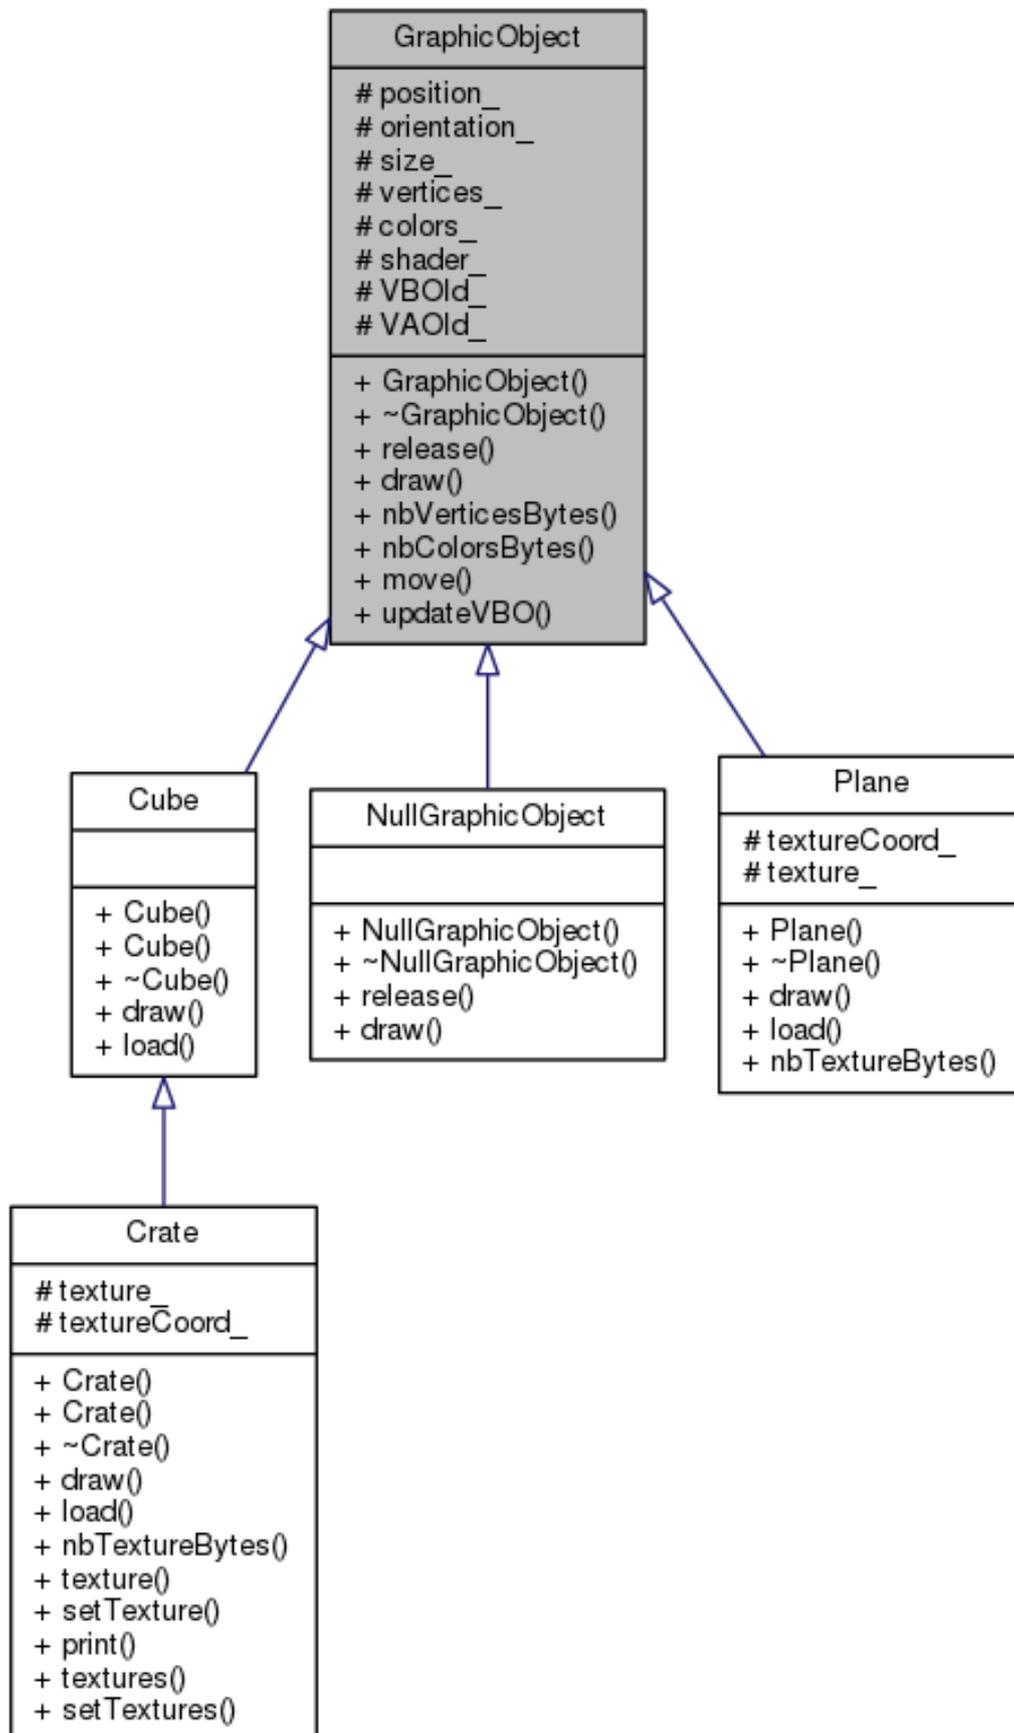 GraphicObject
# position_
# orientation_
# size_
# vertices_
# colors_
# shader_
# VBOId_
# VAOId_
+ GraphicObject()
+ ~GraphicObject()
+ release()
+ draw()
+ nbVerticesBytes()
+ nbColorsBytes()
+ move()
+ updateVBO()
Cube
+ Cube()
+ Cube()
+ ~Cube()
+ draw()
+ load()
NullGraphicObject
+ NullGraphicObject()
+ ~NullGraphicObject()
+ release()
+ draw()
Plane
# textureCoord_
# texture_
+ Plane()
+ ~Plane()
+ draw()
+ load()
+ nbTextureBytes()
Crate
# texture_
# textureCoord_
+ Crate()
+ Crate()
+ ~Crate()
+ draw()
+ load()
+ nbTextureBytes()
+ texture()
+ setTexture()
+ print()
+ textures()
+ setTextures()